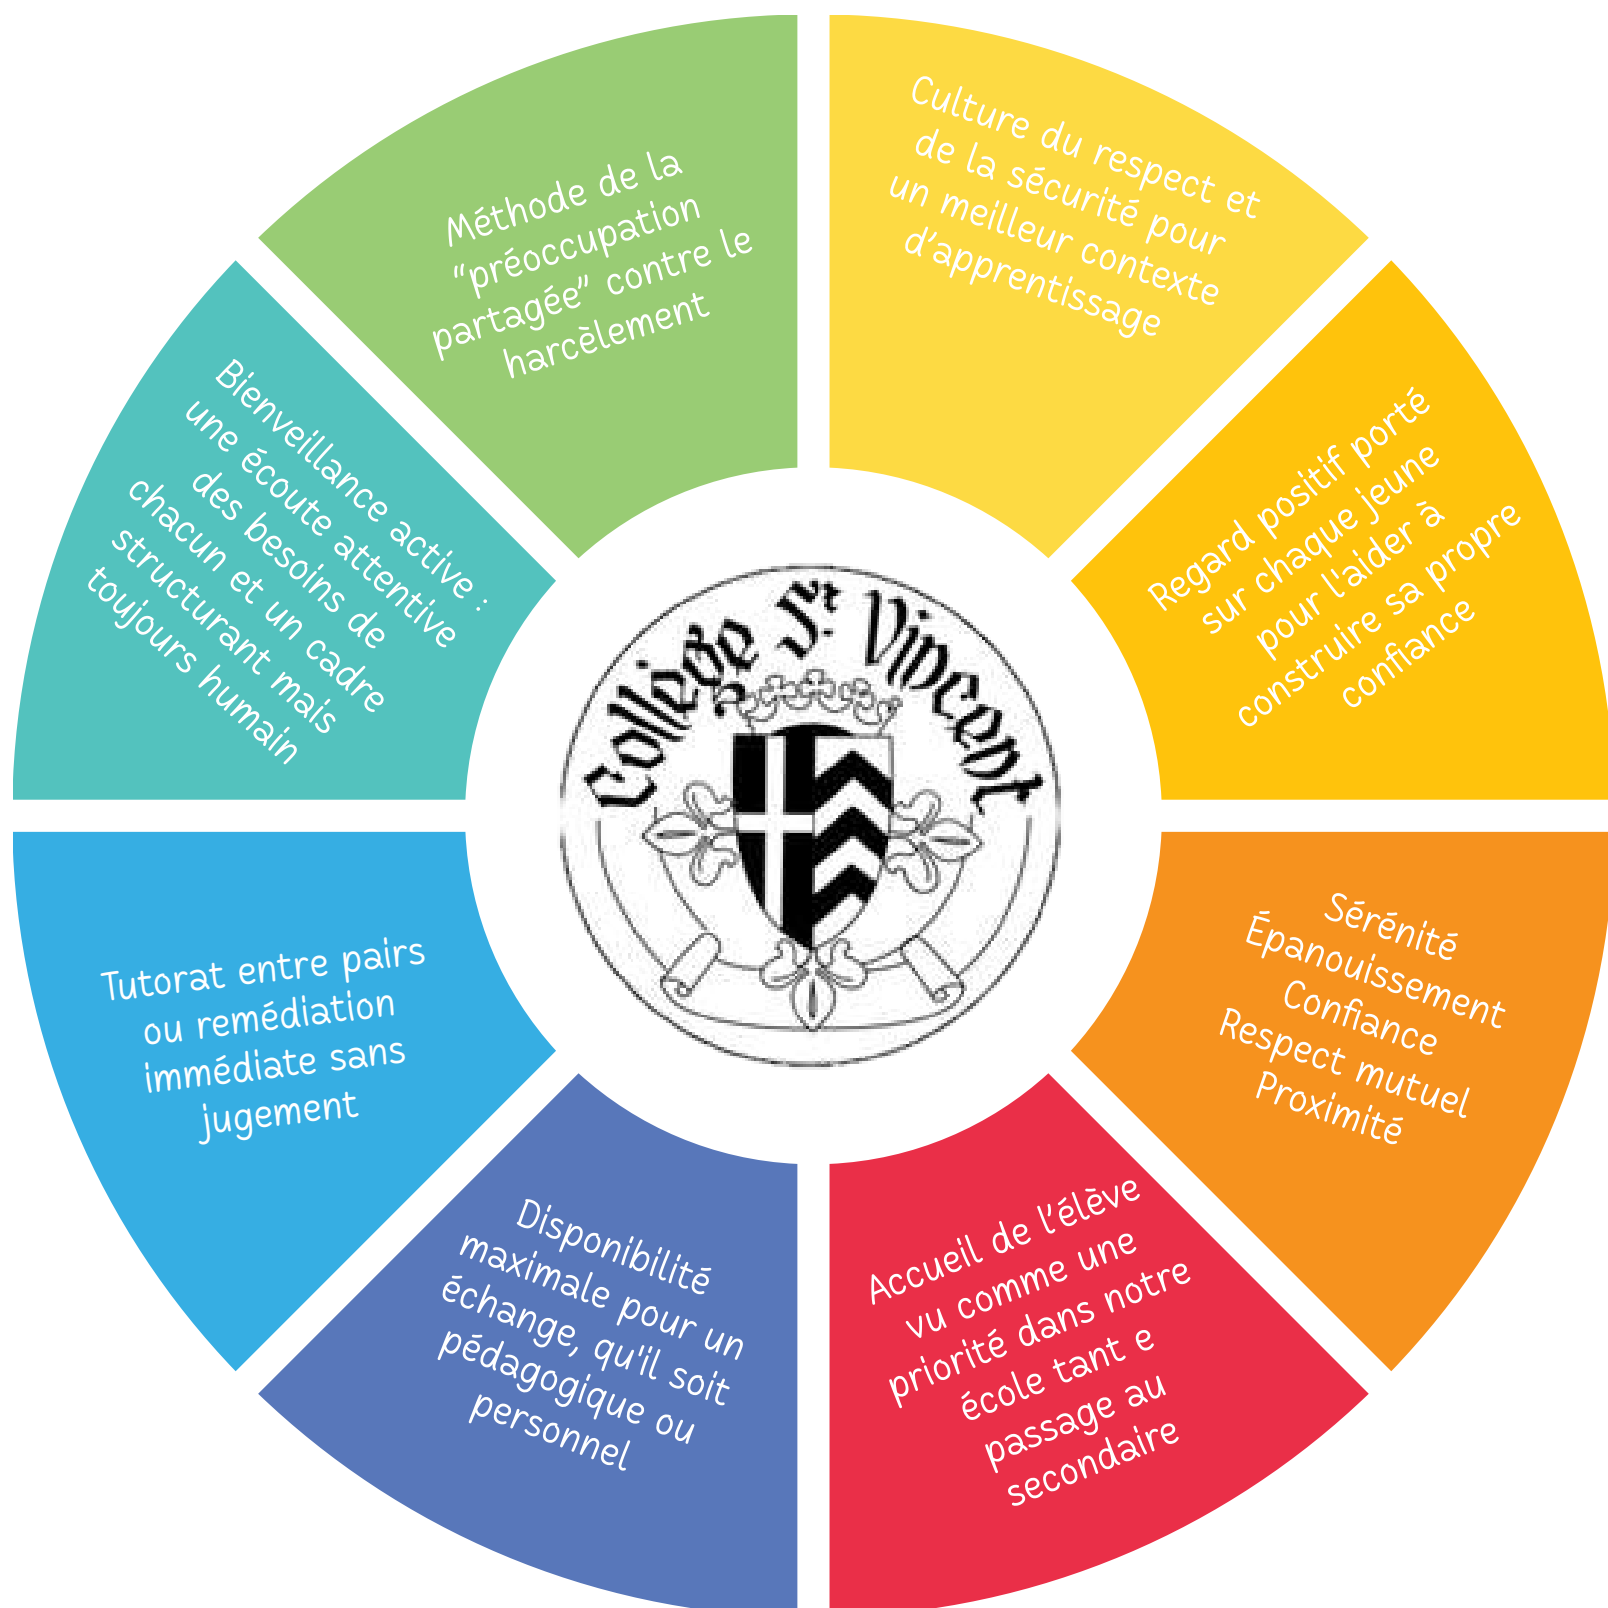 Culture du respect et
de la sécurité pour
un meilleur contexte
d’apprentissage
Regard positif porté
sur chaque jeune
pour l'aider à
construire sa propre
confiance
Sérénité
Épanouissement
Confiance
Respect mutuel
Proximité
Accueil de l’élève
vu comme une
priorité dans notre
école tant e
passage au
secondaire
Disponibilité
maximale pour un
échange, qu'il soit
pédagogique ou
personnel
Tutorat entre pairs
ou remédiation
immédiate sans
jugement
Bienveillance active :
une écoute attentive
des besoins de
chacun et un cadre
structurant mais
toujours humain
Méthode de la
“préoccupation
partagée” contre le
harcèlement
Collège St Vincent